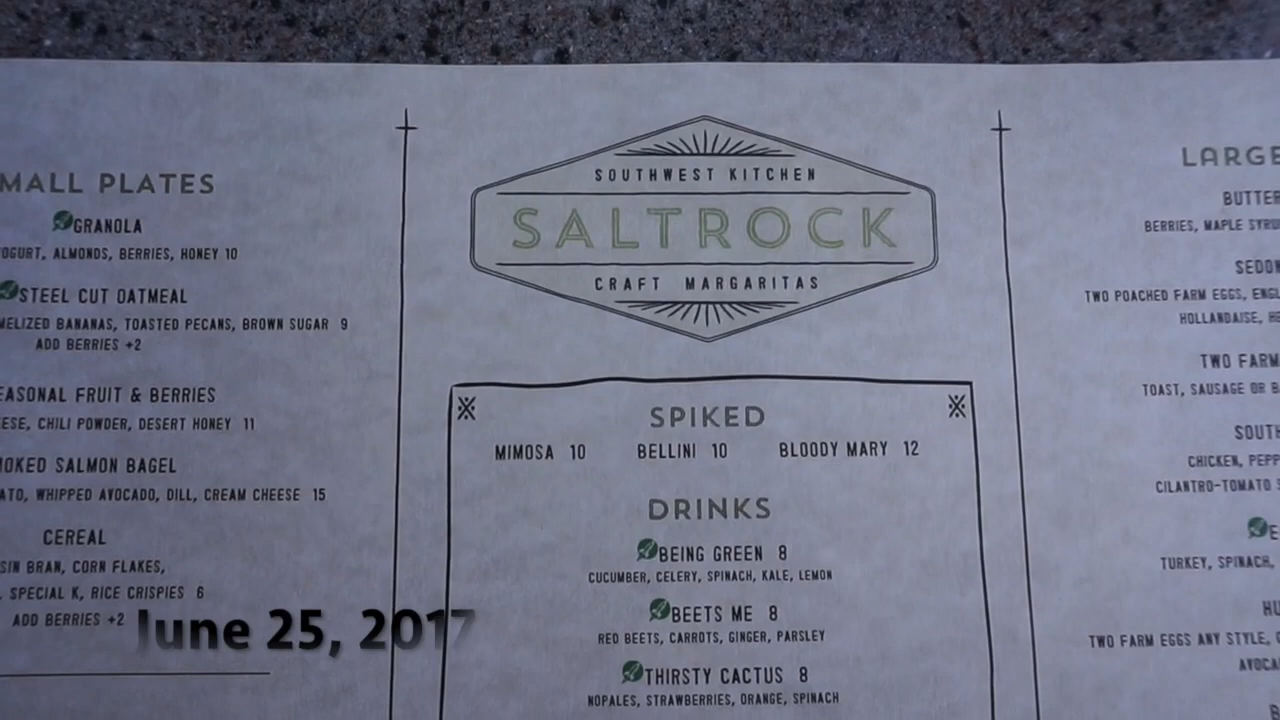 MALL PLATES
GRANOLA
OGURT, ALMONDS, BERRIES, HONEY 10
STEEL CUT OATMEAL
MELIZED BANANAS, TOASTED PECANS, BROWN SUGAR 9
ADD BERRIES +2
EASONAL FRUIT & BERRIES
ESE, CHILI POWDER, DESERT HONEY 11
OKED SALMON BAGEL
ATO, WHIPPED AVOCADO, DILL, CREAM CHEESE 15
CEREAL
SIN BRAN, CORN FLAKES,
SPECIAL K, RICE CRISPIES 6
ADD BERRIES +2
June 25, 2017
SOUTHWEST KITCHEN
SALTROCK
CRAFT MARGARITAS
SPIKED
MIMOSA 10 BELLINI 10 BLOODY MARY 12
DRINKS
BEING GREEN 8
CUCUMBER, CELERY, SPINACH, KALE, LEMON
BEETS ME 8
RED BEETS, CARROTS, GINGER, PARSLEY
THIRSTY CACTUS 8
NOPALES, STRAWBERRIES, ORANGE, SPINACH
LARGE
BUTTER
BERRIES, MAPLE SYRU
SEDON
TWO POACHED FARM EGGS, ENGL
HOLLANDAISE, HE
TWO FARM
TOAST, SAUSAGE OR B
SOUTH
CHICKEN, PEPP
CILANTRO-TOMATO
E
TURKEY, SPINACH,
HU
TWO FARM EGGS ANY STYLE,
AVOCA